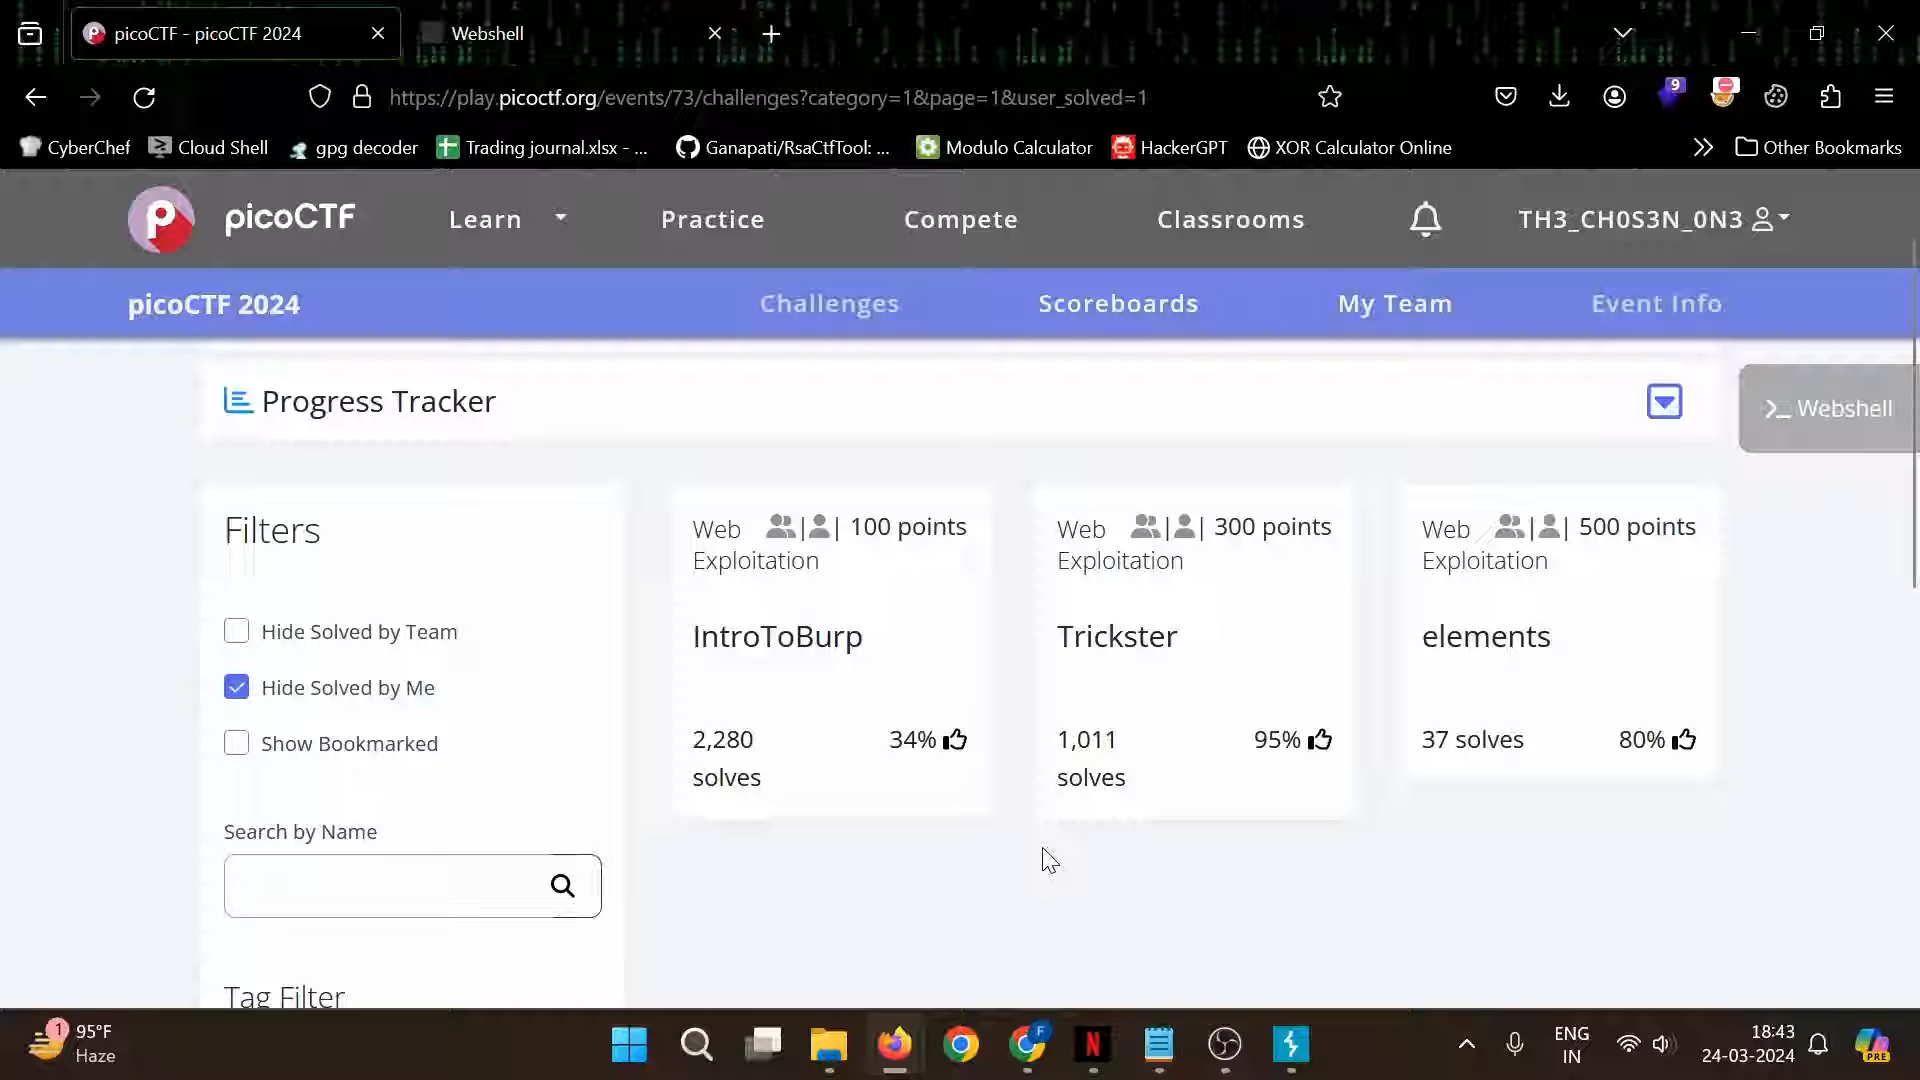 picoCTF - picoCTF 2024
Webshell
https://play.picoctf.org/events/73/challenges?category=1&page=1&user_solved=1
9
CyberChef
Cloud Shell
gpg decoder
Trading journal.xlsx - ...
Ganapati/RsaCtfTool: ...
Modulo Calculator
HackerGPT
XOR Calculator Online
Other Bookmarks
picoCTF
Learn
Practice
Compete
Classrooms
TH3_CH0S3N_0N3
picoCTF 2024
Challenges
Scoreboards
My Team
Event Info
Progress Tracker
>_ Webshell
Filters
Hide Solved by Team
Hide Solved by Me
Show Bookmarked
Search by Name
Tag Filter
Web
Exploitation
| | 100 points
IntroToBurp
2,280
solves
34%
Web
Exploitation
| | 300 points
Trickster
1,011
solves
95%
Web
Exploitation
| | 500 points
elements
37 solves
80%
1
95°F
Haze
F
N
ENG
IN
18:43
24-03-2024
PRE